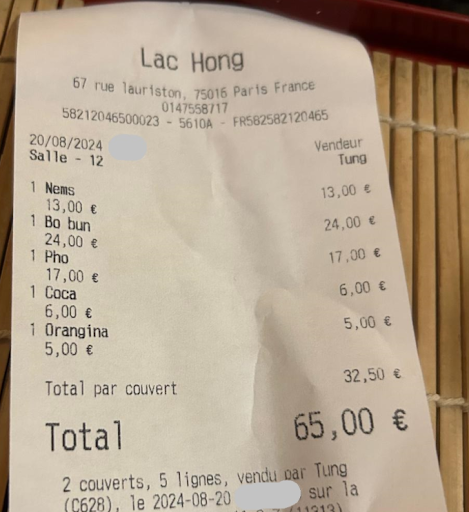 Lac Hong
67 rue lauriston, 75016 Paris France
0147558717
58212046500023 - 5610A - FR582582120465
20/08/2024 Vendeur
Salle - 12 Tung
1 Nems 13,00 €
13,00 €
1 Bo bun 24,00 €
24,00 €
1 Pho 17,00 €
17,00 €
1 Coca 6,00 €
6,00 €
1 Orangina 5,00 €
5,00 €
Total par couvert 32,50 €
Total 65,00 €
2 couverts, 5 lignes, vendu par Tung
(C628), le 2024-08-20 sur la